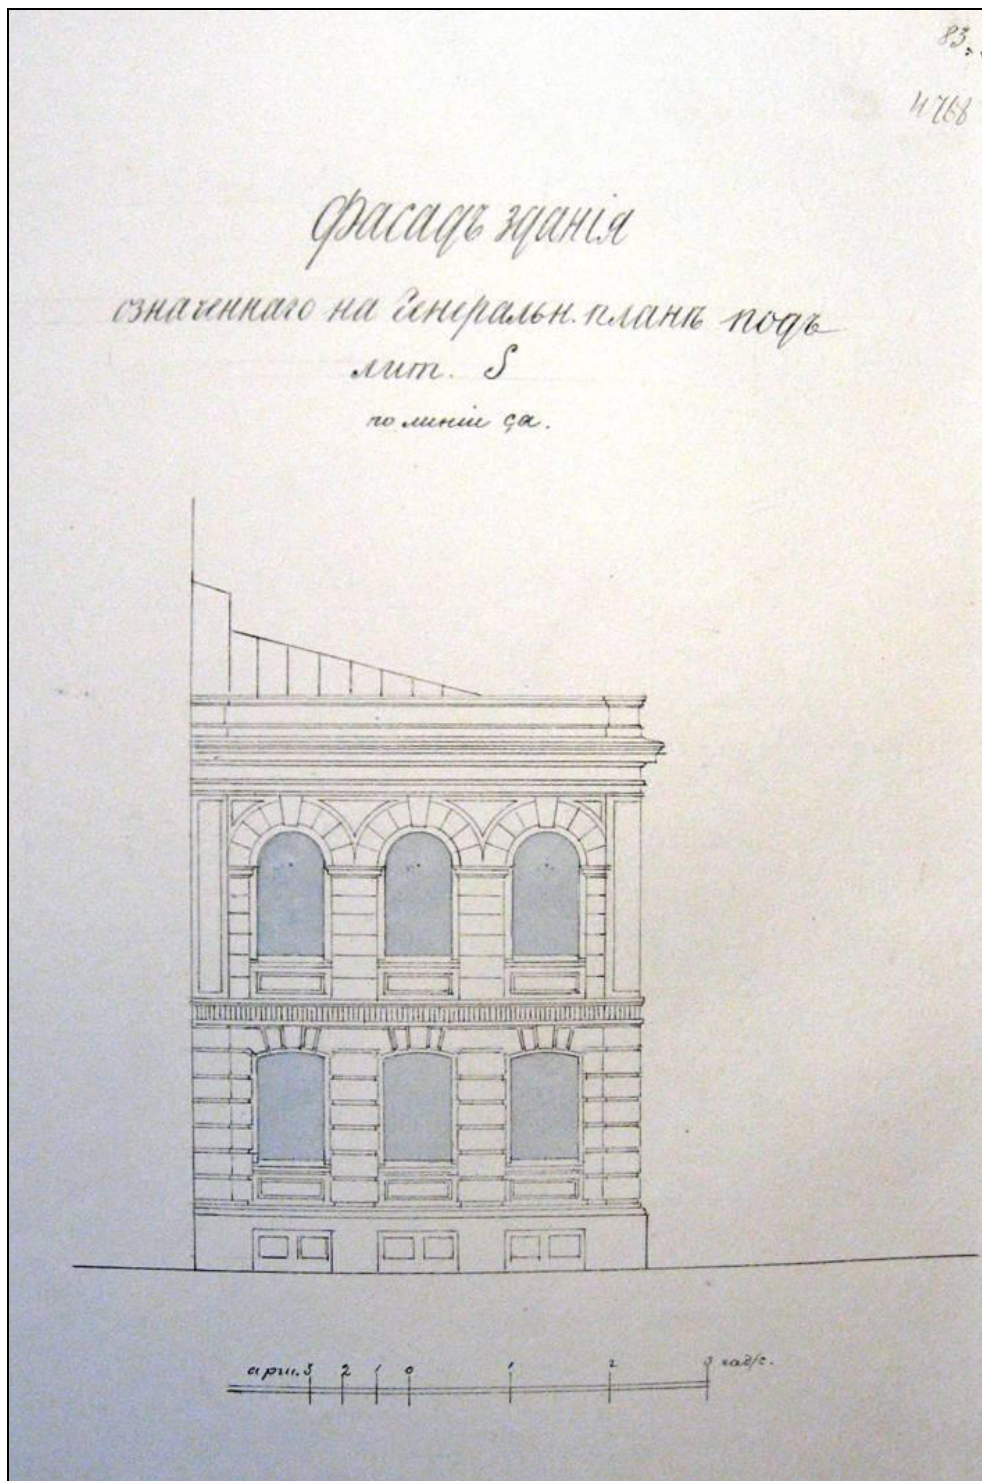 83.
4768
Фасадъ зданія
означеннаго на Генеральн. планѣ подъ
лит. S
по линіи
арш. 3 2 1 0 1 2 3 саж.